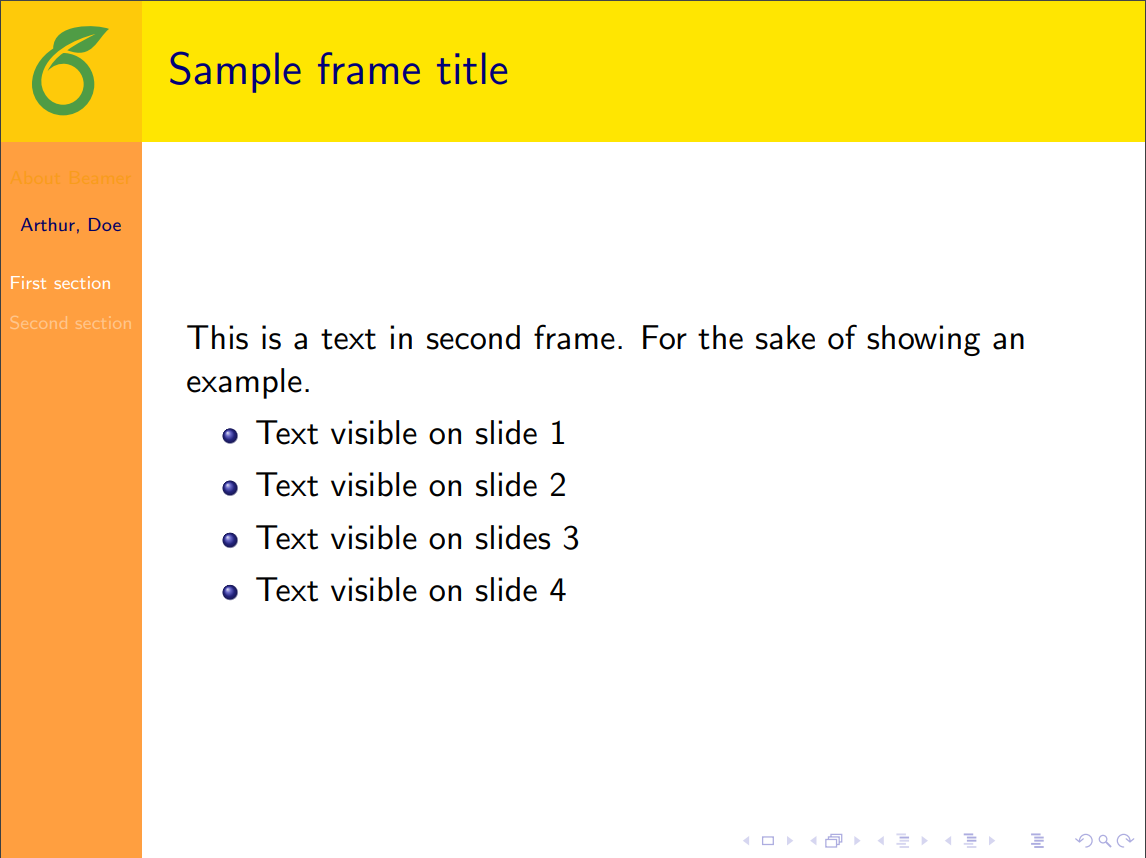 Sample frame title
About Beamer
Arthur, Doe
First section
Second section
This is a text in second frame. For the sake of showing an
example.
Text visible on slide 1
Text visible on slide 2
Text visible on slides 3
Text visible on slide 4